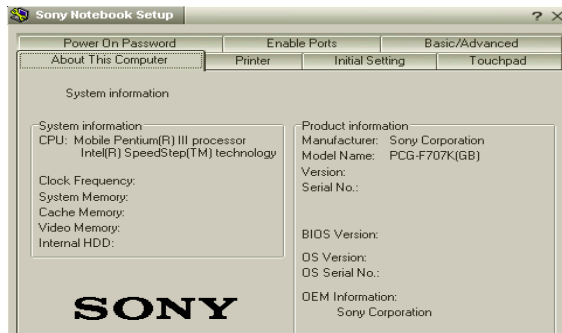 Sony Notebook Setup
Power On Password Enable Ports Basic/Advanced
About This Computer Printer Initial Setting Touchpad
System information
System information
CPU: Mobile Pentium(R) III processor
Intel(R) SpeedStep(TM) technology
Clock Frequency:
System Memory:
Cache Memory:
Video Memory:
Internal HDD:
Product information
Manufacturer: Sony Corporation
Model Name: PCG-F707K(GB)
Version:
Serial No.:
BIOS Version:
OS Version:
OS Serial No.:
OEM Information:
Sony Corporation
SONY